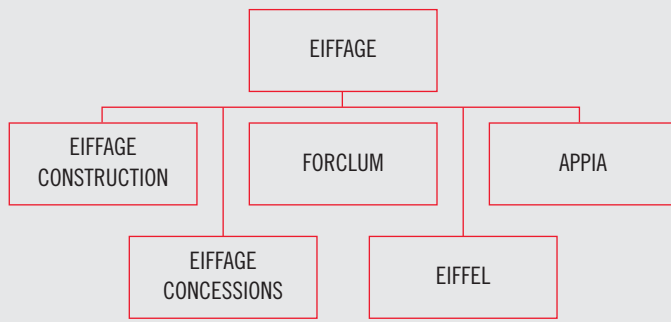 EIFFAGE
EIFFAGE
CONSTRUCTION
FORCLUM
APPIA
EIFFAGE
CONCESSIONS
EIFFEL